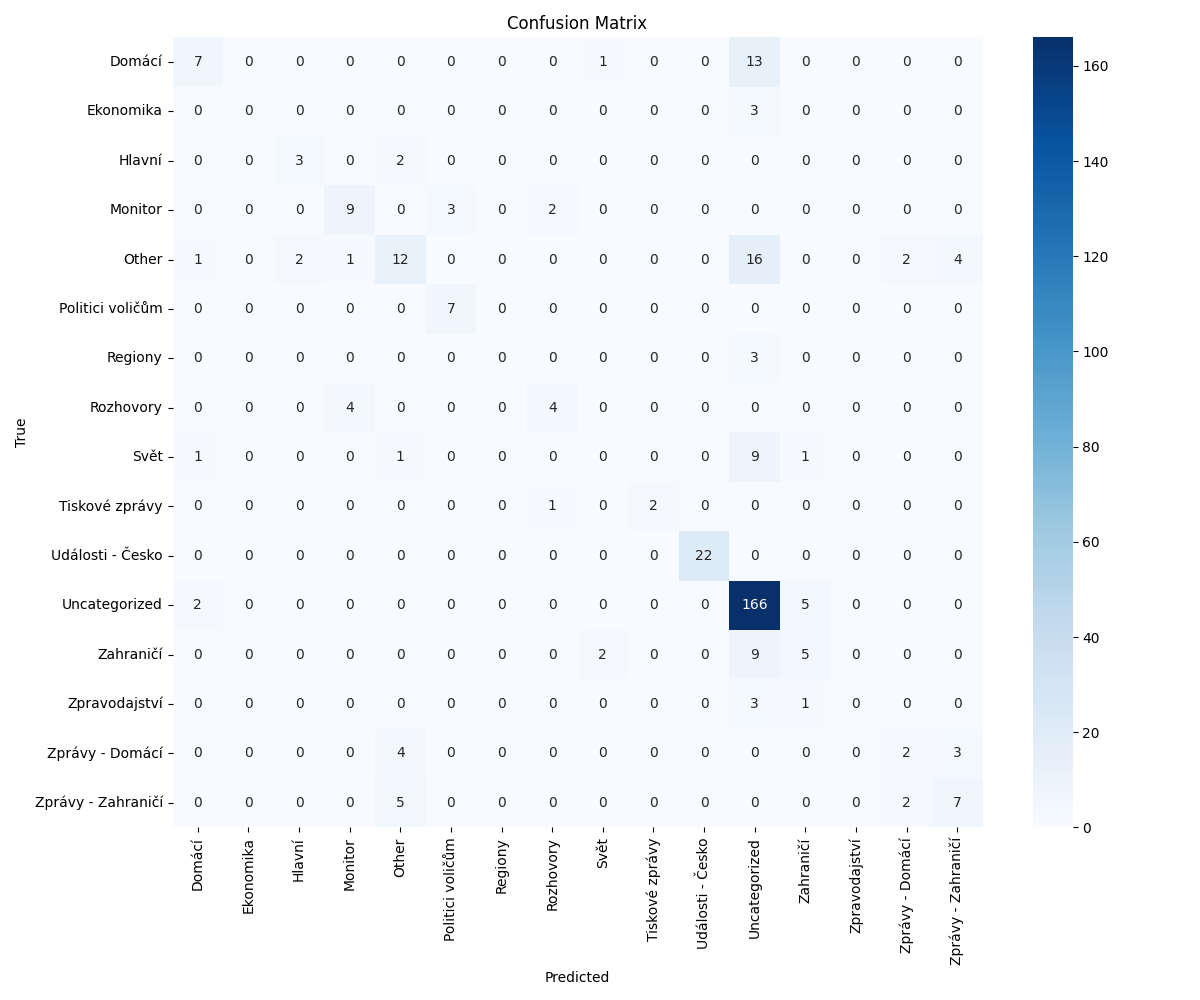 Confusion Matrix
Domácí 7 0 0 0 0 0 0 0 1 0 0 13 0 0 0 0
Ekonomika 0 0 0 0 0 0 0 0 0 0 0 3 0 0 0 0
Hlavní 0 0 3 0 2 0 0 0 0 0 0 0 0 0 0 0
Monitor 0 0 0 9 0 3 0 2 0 0 0 0 0 0 0 0
Other 1 0 2 1 12 0 0 0 0 0 0 16 0 0 2 4
Politici voličům 0 0 0 0 0 7 0 0 0 0 0 0 0 0 0 0
Regiony 0 0 0 0 0 0 0 0 0 0 0 3 0 0 0 0
Rozhovory 0 0 0 4 0 0 0 4 0 0 0 0 0 0 0 0
Svět 1 0 0 0 1 0 0 0 0 0 0 9 1 0 0 0
Tiskové zprávy 0 0 0 0 0 0 0 1 0 2 0 0 0 0 0 0
Události - Česko 0 0 0 0 0 0 0 0 0 0 22 0 0 0 0 0
Uncategorized 2 0 0 0 0 0 0 0 0 0 0 166 5 0 0 0
Zahraničí 0 0 0 0 0 0 0 0 2 0 0 9 5 0 0 0
Zpravodajství 0 0 0 0 0 0 0 0 0 0 0 3 1 0 0 0
Zprávy - Domácí 0 0 0 0 4 0 0 0 0 0 0 0 0 0 2 3
Zprávy - Zahraničí 0 0 0 0 5 0 0 0 0 0 0 0 0 0 2 7
True
Domácí
Ekonomika
Hlavní
Monitor
Other
Politici voličům
Regiony
Rozhovory
Svět
Tiskové zprávy
Události - Česko
Uncategorized
Zahraničí
Zpravodajství
Zprávy - Domácí
Zprávy - Zahraničí
Predicted
160
140
120
100
80
60
40
20
0